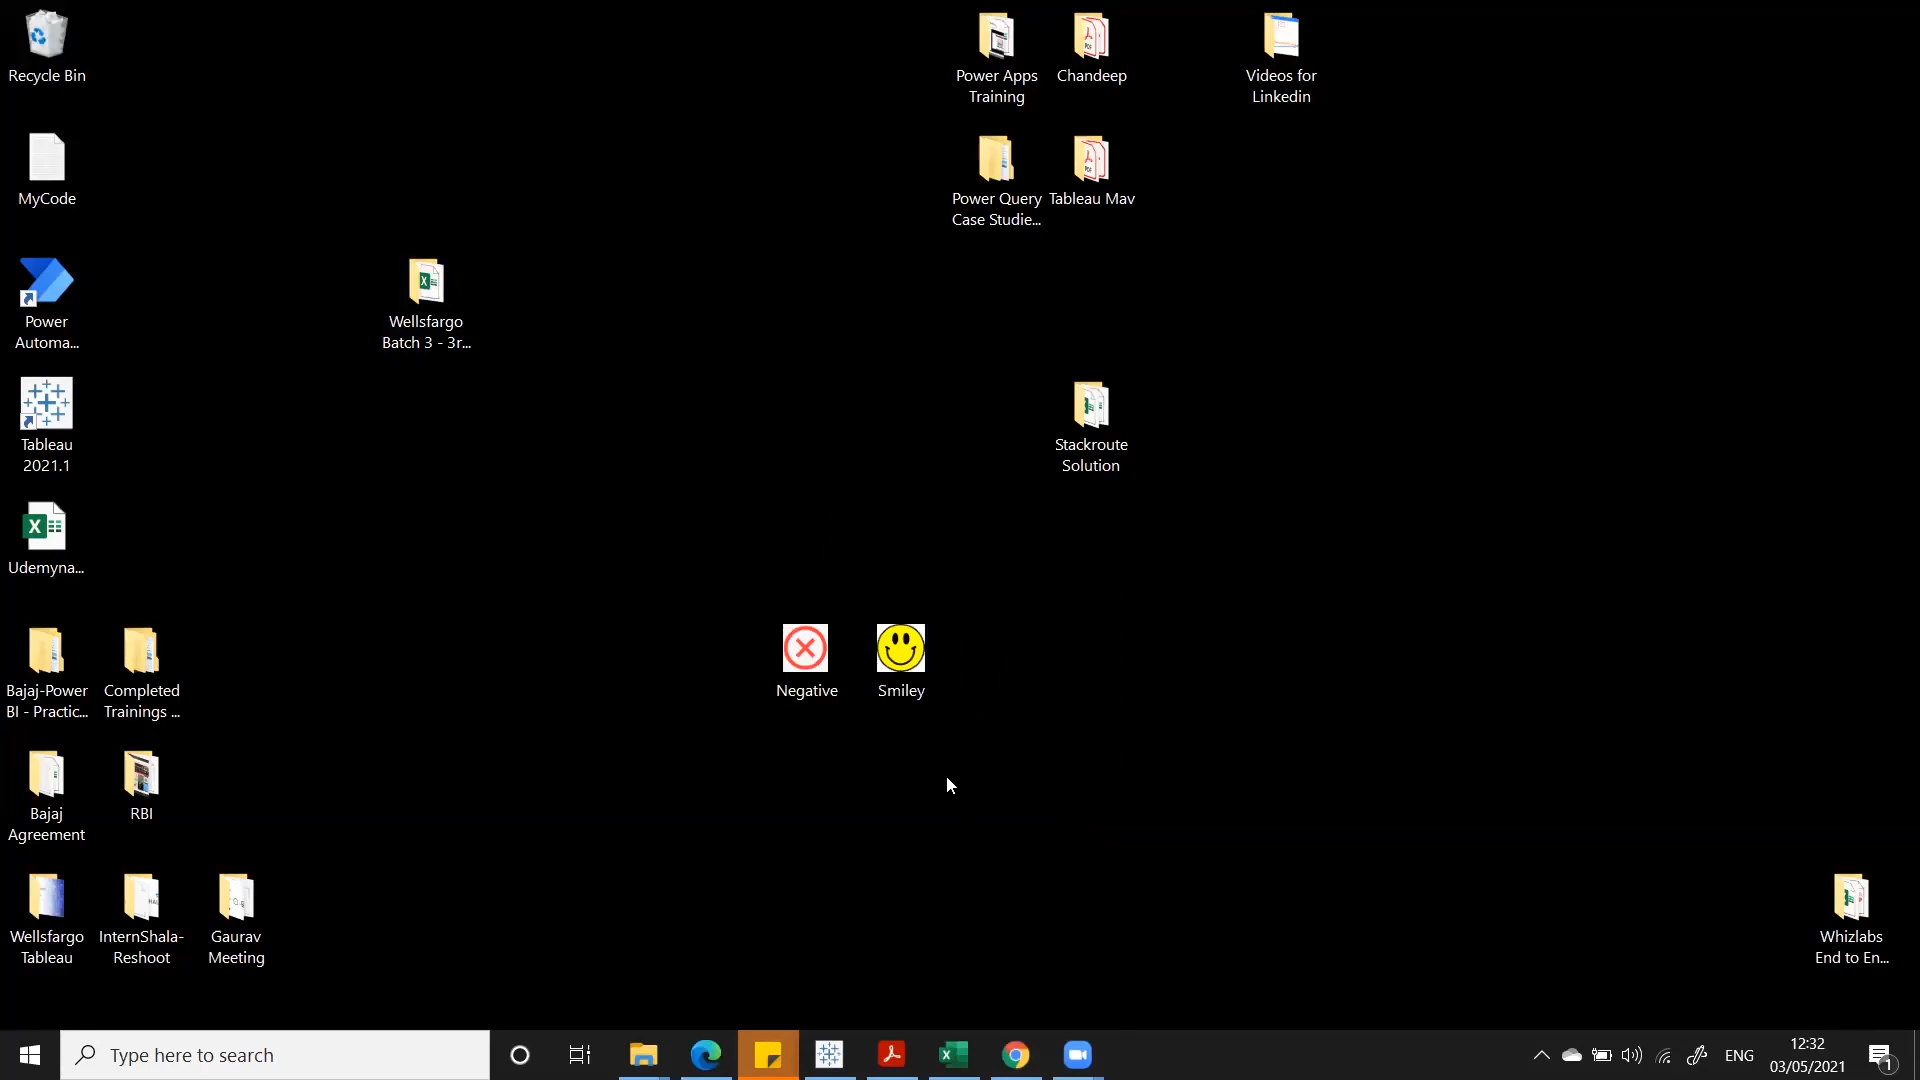 Recycle Bin
Power Apps
Training
Chandeep
Videos for
Linkedin
MyCode
Power Query
Case Studie...
Tableau Mav
Power
Automa...
Wellsfargo
Batch 3 - 3r...
Tableau
2021.1
Stackroute
Solution
Udemyna...
Bajaj-Power
BI - Practic...
Completed
Trainings ...
Negative
Smiley
Bajaj
Agreement
RBI
Wellsfargo
Tableau
InternShala-
Reshoot
Gaurav
Meeting
Whizlabs
End to En...
Type here to search
ENG
12:32
03/05/2021
1